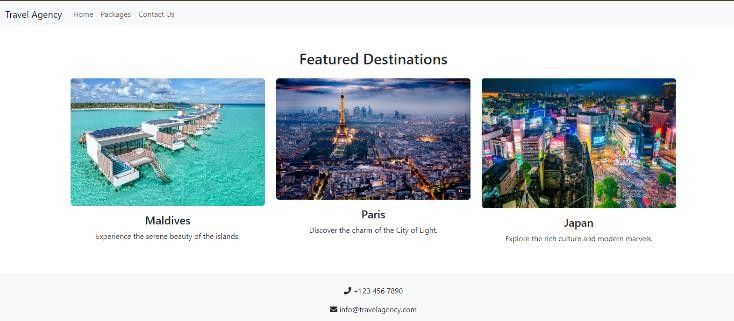 Travel Agency Home Packages Contact Us
Featured Destinations
Maldives
Experience the serene beauty of the islands.
Paris
Discover the charm of the City of Light.
Japan
Explore the rich culture and modern marvels.
+123 456 7890
info@travelagency.com